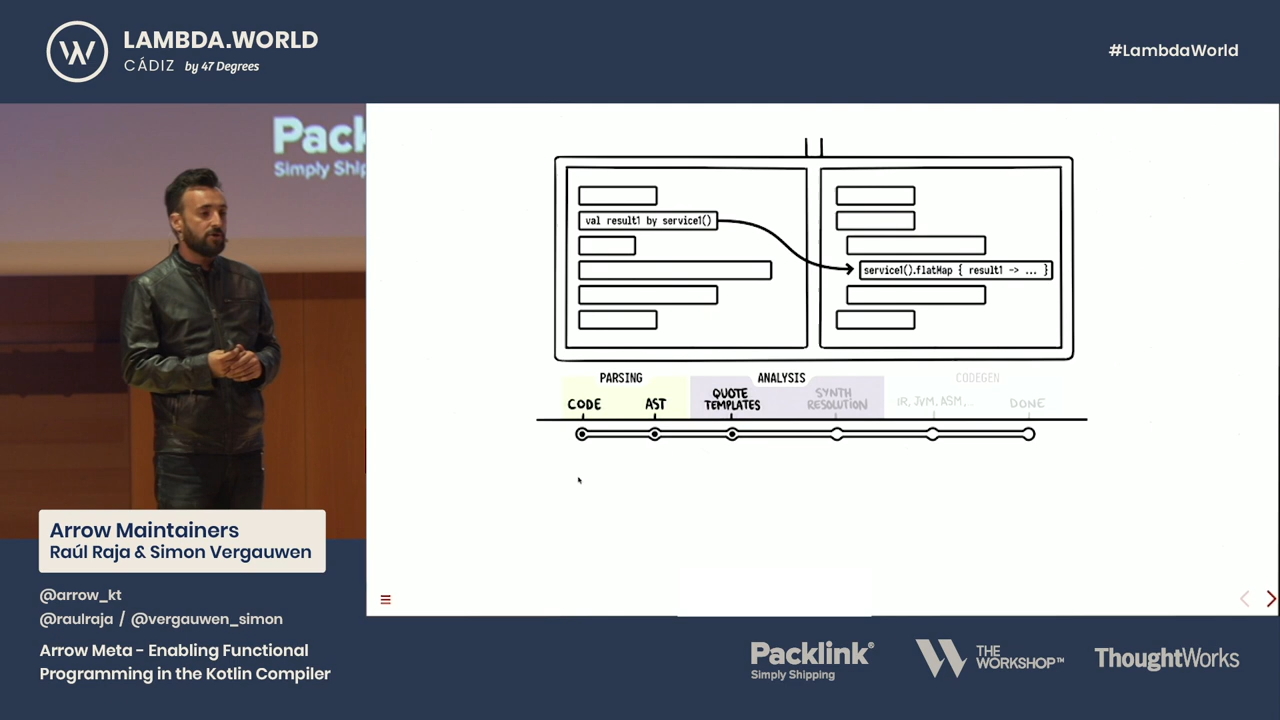 LAMBDA.WORLD
CÁDIZ by 47 Degrees
#LambdaWorld
Pack
Simply Ship
val result1 by service1()
service1().flatMap { result1 -> ... }
PARSING
ANALYSIS
CODEGEN
CODE
AST
QUOTE
TEMPLATES
SYNTH
RESOLUTION
IR, JVM, ASM,...
DONE
Arrow Maintainers
Raúl Raja & Simon Vergauwen
@arrow_kt
@raulraja / @vergauwen_simon
Arrow Meta - Enabling Functional
Programming in the Kotlin Compiler
Packlink®
Simply Shipping
THE
WORKSHOP™
ThoughtWorks